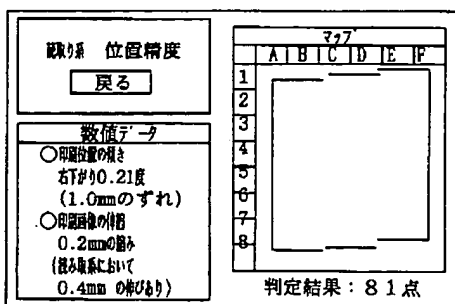 読取り系 位置精度
戻る
数値データ
○印刷位置の傾き
右下がり0.21度
(1.0mmのずれ)
○印刷画像の伸縮
0.2mmの縮み
(読み取系において
0.4mm の伸びあり)
マップ
A B C D E F
1
2
3
4
5
6
7
8
判定結果:81点